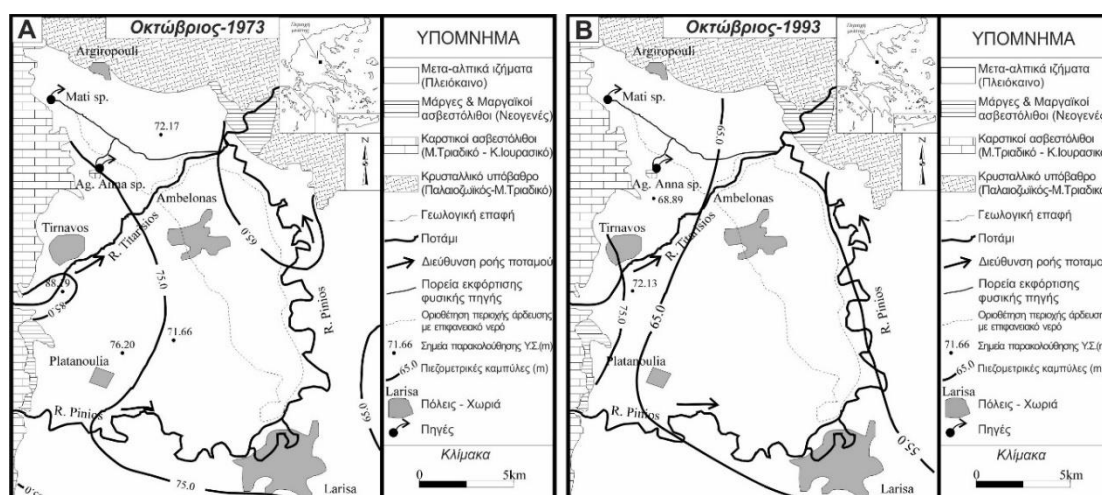 A
Οκτώβριος-1973
Argiropouli
Mati sp.
72.17
Ag. Anna sp.
Ambelonas
Tirnavos
R. Titarisios
65.0
75.0
85.0
71.66
76.20
Platanoulia
R. Pinios
R. Pinios
65.0
75.0
Larisa
Περιοχή μελέτης
N
ΥΠΟΜΝΗΜΑ
Μετα-αλπικά ιζήματα
(Πλειόκαινο)
Μάργες & Μαργαϊκοί
ασβεστόλιθοι (Νεογενές)
Καρστικοί ασβεστόλιθοι
(Μ.Τριαδικό - Κ.Ιουρασικό)
Κρυσταλλικό υπόβαθρο
(Παλαιοζωϊκός-Μ.Τριαδικό)
Γεωλογική επαφή
Ποτάμι
Διεύθυνση ροής ποταμού
Πορεία εκφόρτισης
φυσικής πηγής
Οριοθέτηση περιοχής άρδευσης
με επιφανειακό νερό
71.66 Σημεία παρακολούθησης Υ.Σ.(m)
65.0 Πιεζομετρικές καμπύλες (m)
Larisa
Πόλεις - Χωριά
Πηγές
Κλίμακα
0 5km
B
Οκτώβριος-1993
Argiropouli
Mati sp.
65.0
Ag. Anna sp.
68.89
Ambelonas
Tirnavos
R. Titarisios
72.13
75.0
65.0
Platanoulia
R. Pinios
R. Pinios
55.0
Larisa
Περιοχή μελέτης
N
ΥΠΟΜΝΗΜΑ
Μετα-αλπικά ιζήματα
(Πλειόκαινο)
Μάργες & Μαργαϊκοί
ασβεστόλιθοι (Νεογενές)
Καρστικοί ασβεστόλιθοι
(Μ.Τριαδικό - Κ.Ιουρασικό)
Κρυσταλλικό υπόβαθρο
(Παλαιοζωϊκός-Μ.Τριαδικό)
Γεωλογική επαφή
Ποτάμι
Διεύθυνση ροής ποταμού
Πορεία εκφόρτισης
φυσικής πηγής
Οριοθέτηση περιοχής άρδευσης
με επιφανειακό νερό
71.66 Σημεία παρακολούθησης Υ.Σ.(m)
65.0 Πιεζομετρικές καμπύλες (m)
Larisa
Πόλεις - Χωριά
Πηγές
Κλίμακα
0 5km